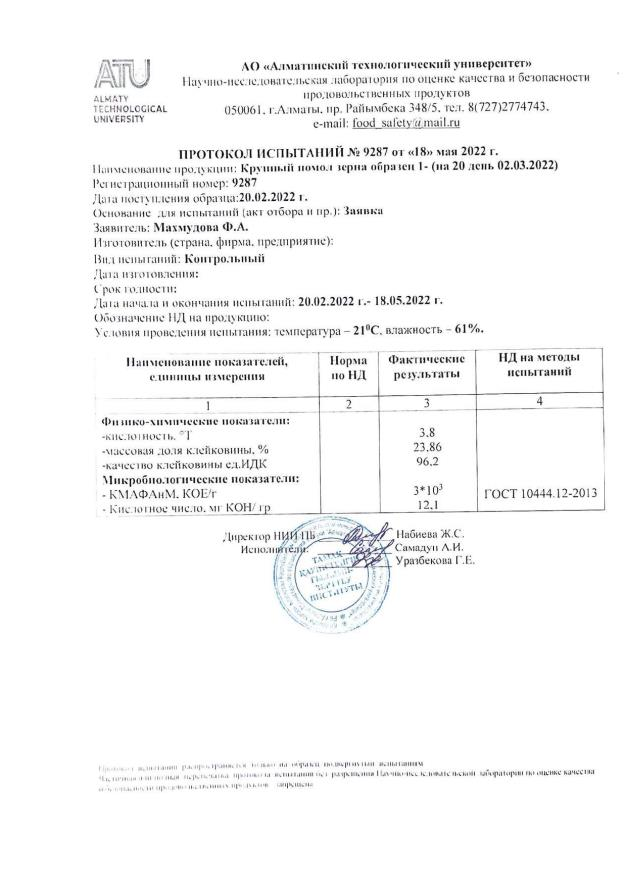 ATU
ALMATY
TECHNOLOGICAL
UNIVERSITY
АО «Алматинский технологический университет»
Научно-исследовательская лаборатория по оценке качества и безопасности
продовольственных продуктов
050061, г.Алматы, пр. Райымбека 348/5, тел. 8(727)2774743,
e-mail: food_safety@mail.ru
ПРОТОКОЛ ИСПЫТАНИЙ № 9287 от «18» мая 2022 г.
Наименование продукции: Крупный помол зерна образец 1- (на 20 день 02.03.2022)
Регистрационный номер: 9287
Дата поступления образца:20.02.2022 г.
Основание для испытаний (акт отбора и пр.): Заявка
Заявитель: Махмудова Ф.А.
Изготовитель (страна, фирма, предприятие):
Вид испытаний: Контрольный
Дата изготовления:
Срок годности:
Дата начала и окончания испытаний: 20.02.2022 г.- 18.05.2022 г.
Обозначение НД на продукцию:
Условия проведения испытания: температура – 21⁰С, влажность – 61%.
Наименование показателей, единицы измерения Норма по НД Фактические результаты НД на методы испытаний
1 2 3 4
Физико-химические показатели:
-кислотность, °Т 3,8
-массовая доля клейковины, % 23,86
-качество клейковины ед.ИДК 96,2
Микробиологические показатели:
- КМАФАнМ, КОЕ/г 3*10³ ГОСТ 10444.12-2013
- Кислотное число, мг КОН/ гр 12,1
Директор НИИ ПБ Набиева Ж.С.
Исполнители: Самадун А.И.
Уразбекова Г.Е.
ТАМАҚ
ҚАУІПСІЗДІГІ
ҒЫЛЫМИ-
ЗЕРТТЕУ
ИНСТИТУТЫ
Протокол испытания распространяется только на образец, подвергнутый испытаниям
Частичная или полная перепечатка протокола испытания без разрешения Научно-исследовательской лаборатории по оценке качества
и безопасности продовольственных продуктов запрещена